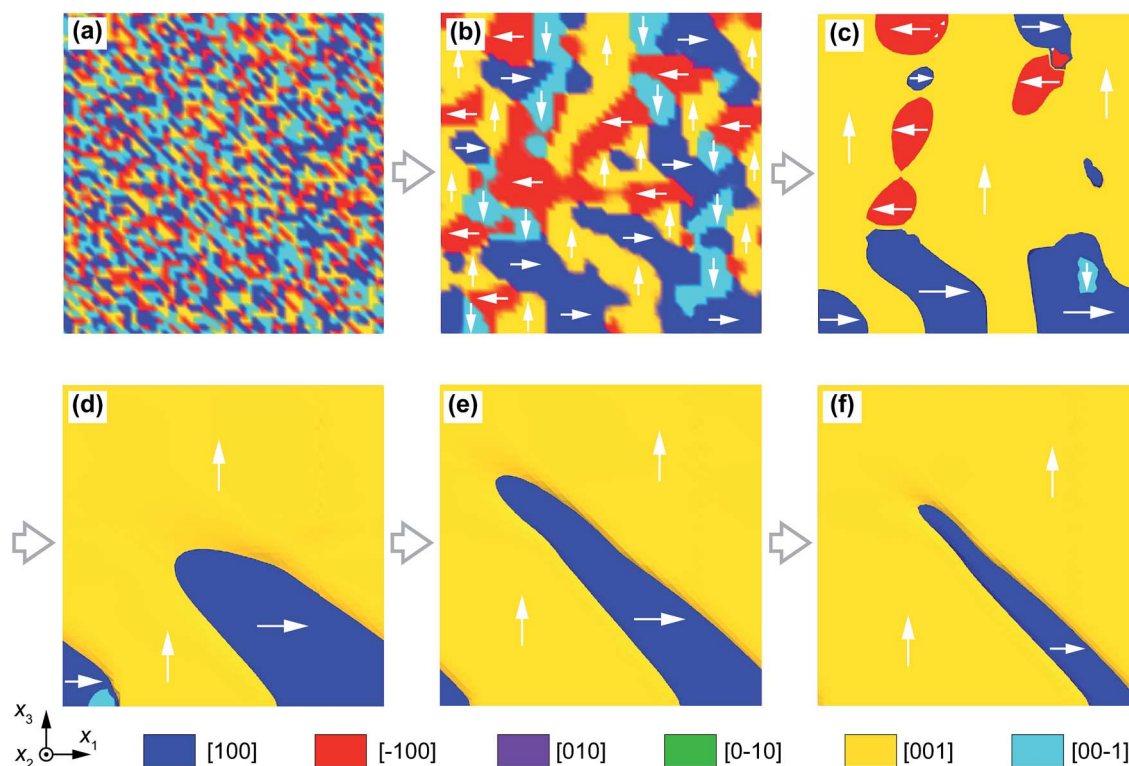 (a) (b) (c)
(d) (e) (f)
x3
x1
x2
[100] [-100] [010] [0-10] [001] [00-1]